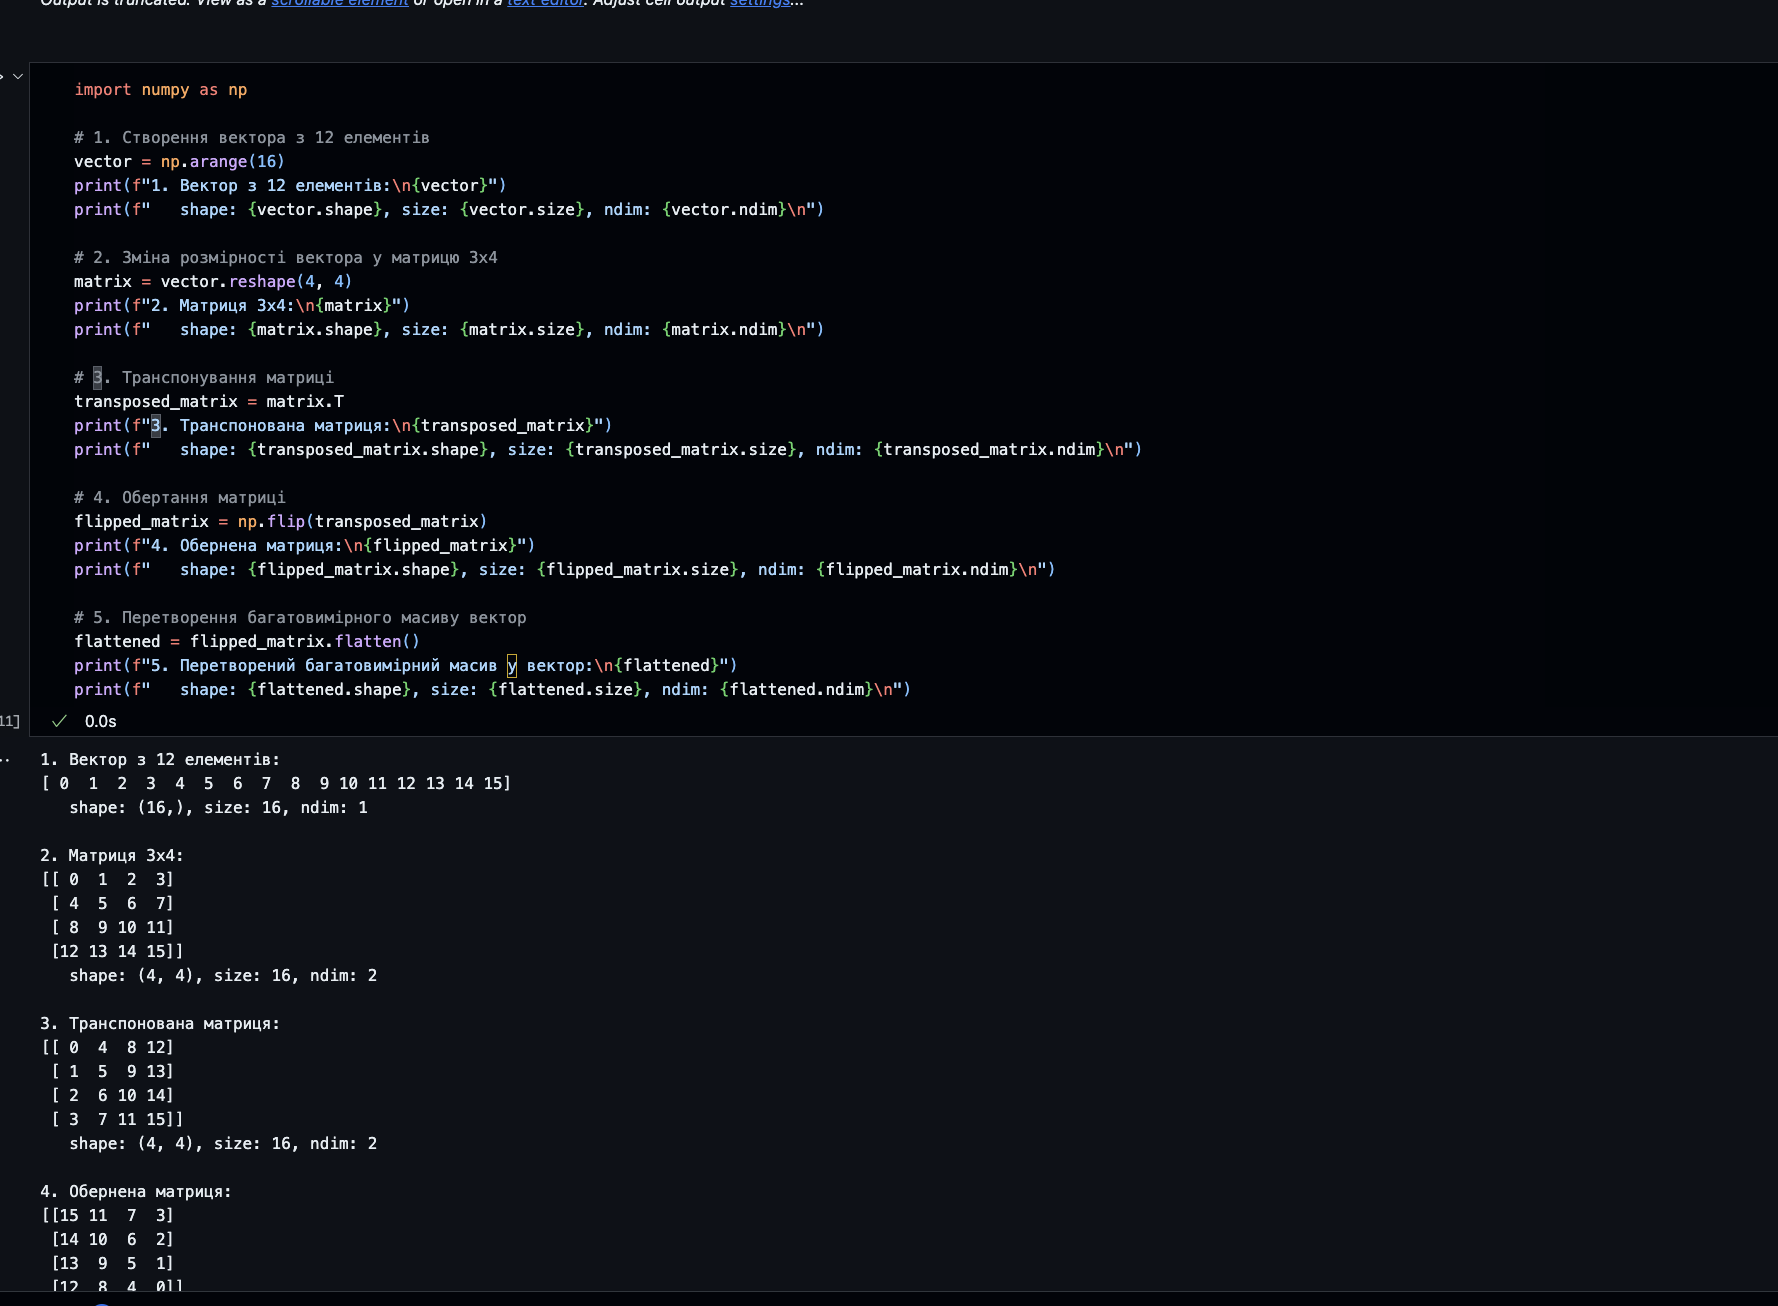 Output is truncated. View as a scrollable element or open in a text editor. Adjust cell output settings...
import numpy as np
# 1. Створення вектора з 12 елементів
vector = np.arange(16)
print(f"1. Вектор з 12 елементів:\n{vector}")
print(f"   shape: {vector.shape}, size: {vector.size}, ndim: {vector.ndim}\n")
# 2. Зміна розмірності вектора у матрицю 3x4
matrix = vector.reshape(4, 4)
print(f"2. Матриця 3x4:\n{matrix}")
print(f"   shape: {matrix.shape}, size: {matrix.size}, ndim: {matrix.ndim}\n")
# 3. Транспонування матриці
transposed_matrix = matrix.T
print(f"3. Транспонована матриця:\n{transposed_matrix}")
print(f"   shape: {transposed_matrix.shape}, size: {transposed_matrix.size}, ndim: {transposed_matrix.ndim}\n")
# 4. Обертання матриці
flipped_matrix = np.flip(transposed_matrix)
print(f"4. Обернена матриця:\n{flipped_matrix}")
print(f"   shape: {flipped_matrix.shape}, size: {flipped_matrix.size}, ndim: {flipped_matrix.ndim}\n")
# 5. Перетворення багатовимірного масиву вектор
flattened = flipped_matrix.flatten()
print(f"5. Перетворений багатовимірний масив у вектор:\n{flattened}")
print(f"   shape: {flattened.shape}, size: {flattened.size}, ndim: {flattened.ndim}\n")
11]
0.0s
1. Вектор з 12 елементів:
[ 0  1  2  3  4  5  6  7  8  9 10 11 12 13 14 15]
   shape: (16,), size: 16, ndim: 1
2. Матриця 3x4:
[[ 0  1  2  3]
 [ 4  5  6  7]
 [ 8  9 10 11]
 [12 13 14 15]]
   shape: (4, 4), size: 16, ndim: 2
3. Транспонована матриця:
[[ 0  4  8 12]
 [ 1  5  9 13]
 [ 2  6 10 14]
 [ 3  7 11 15]]
   shape: (4, 4), size: 16, ndim: 2
4. Обернена матриця:
[[15 11  7  3]
 [14 10  6  2]
 [13  9  5  1]
 [12  8  4  0]]